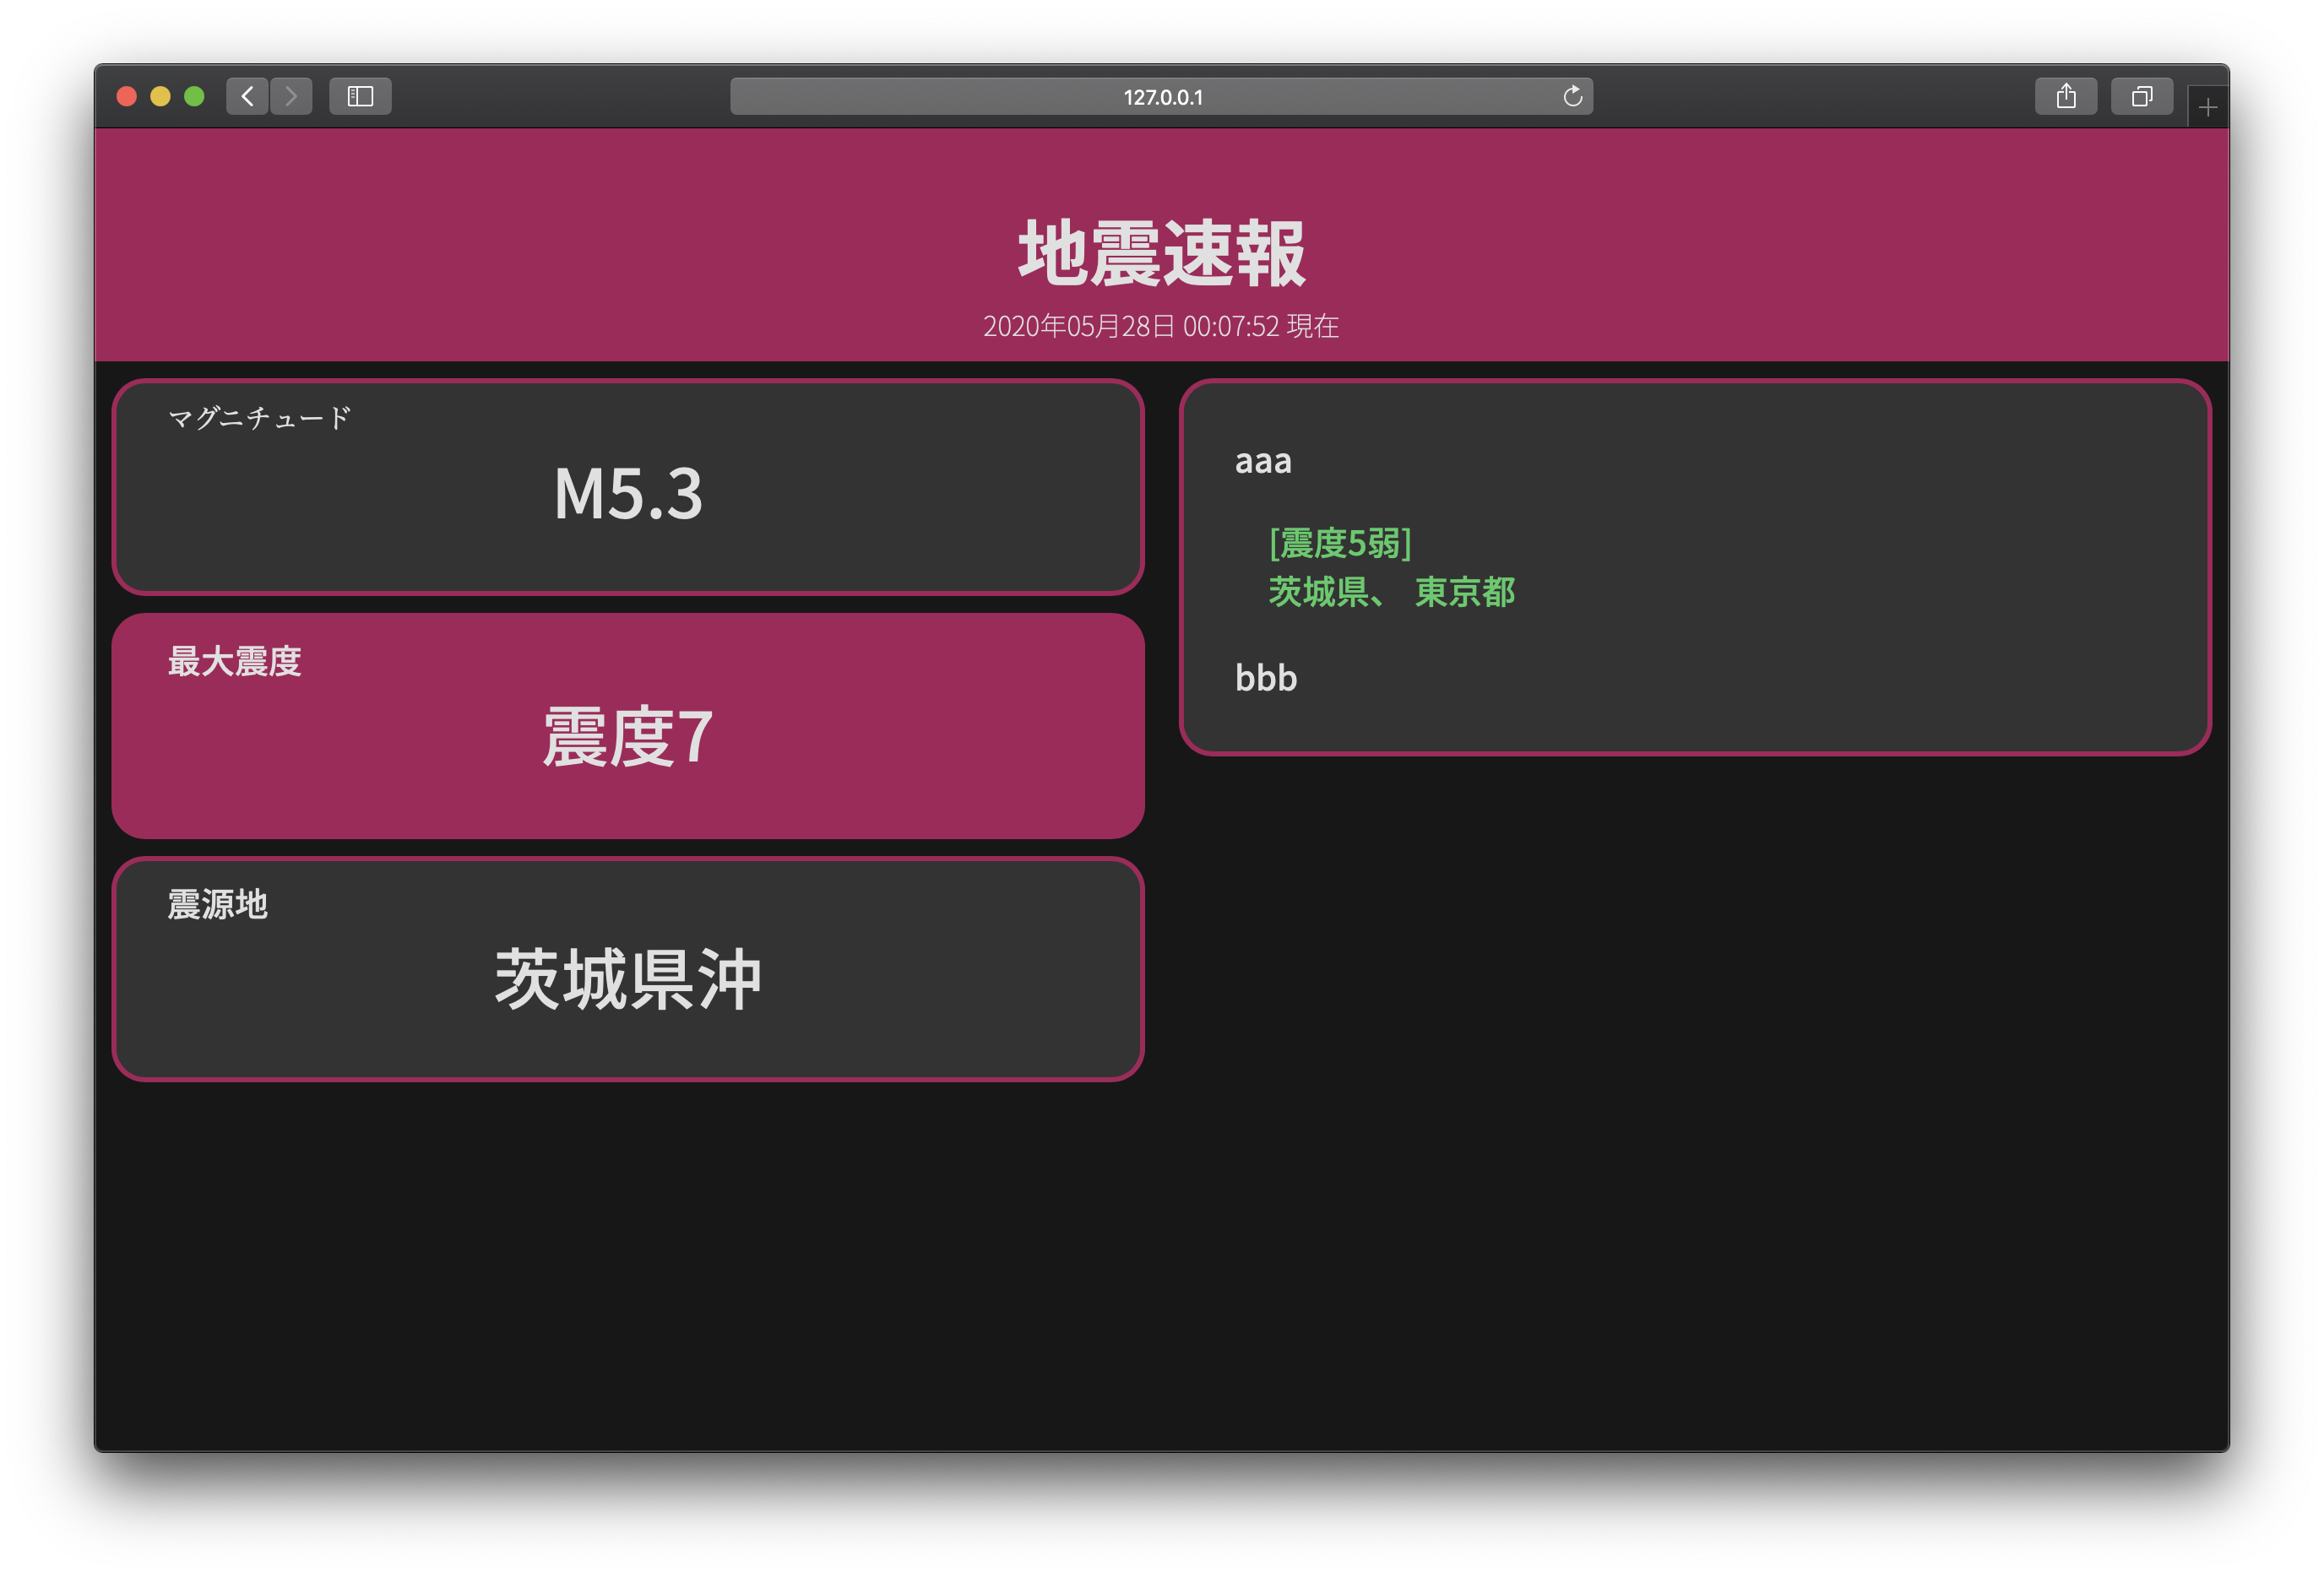 127.0.0.1
地震速報
2020年05月28日 00:07:52 現在
マグニチュード
M5.3
最大震度
震度7
震源地
茨城県沖
aaa
[震度5弱]
茨城県、 東京都
bbb